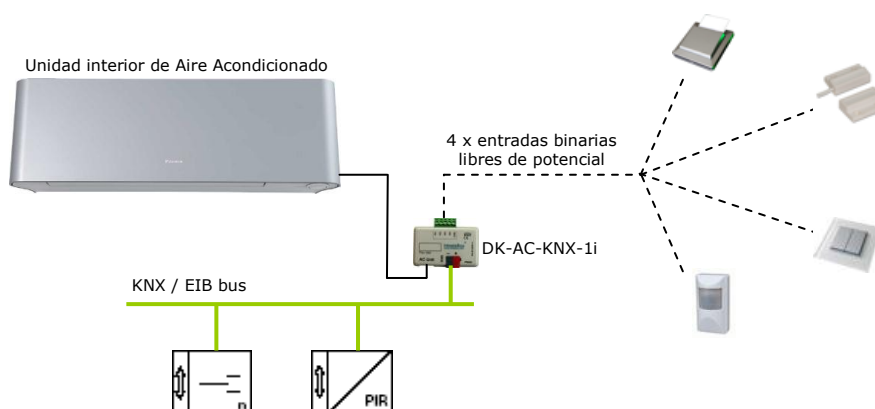 Unidad interior de Aire Acondicionado
4 x entradas binarias
libres de potencial
DK-AC-KNX-1i
KNX / EIB bus
PIR